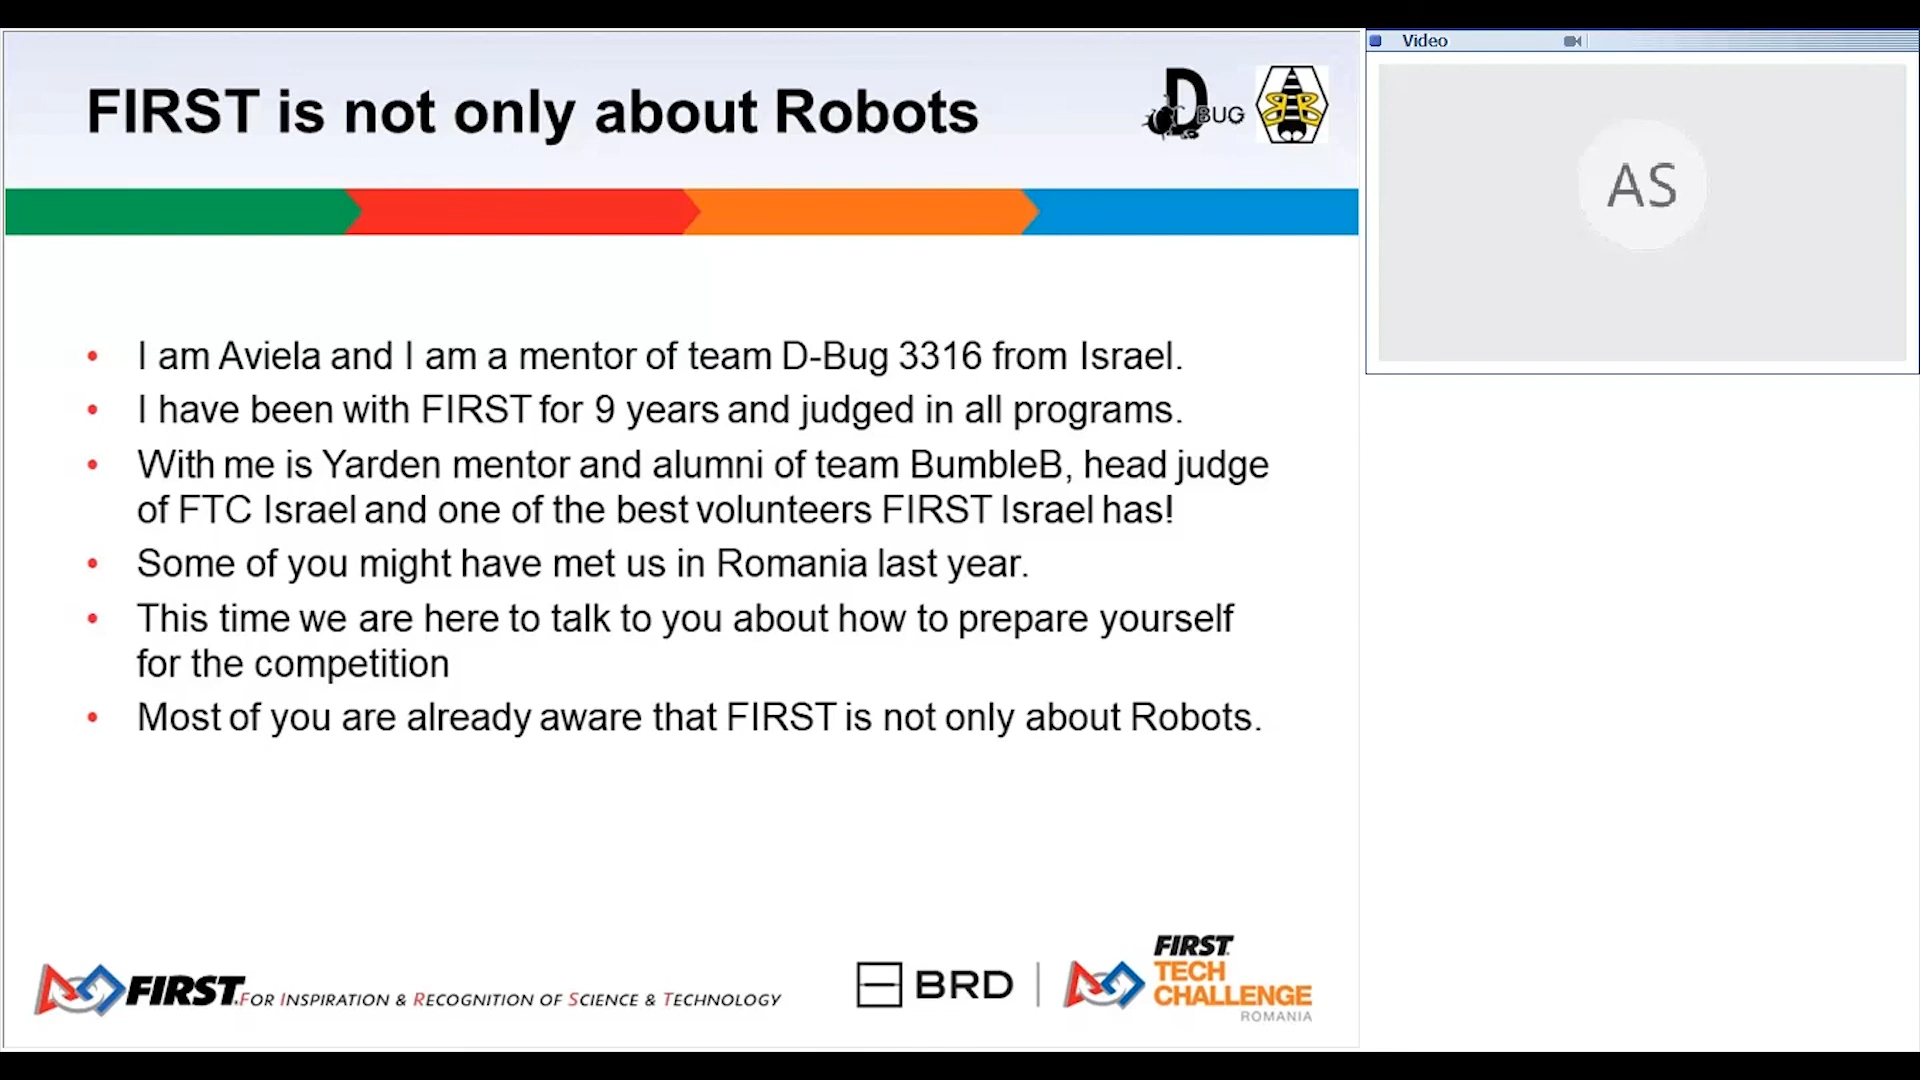 FIRST is not only about Robots
D BUG
Video
AS
• I am Aviela and I am a mentor of team D-Bug 3316 from Israel.
• I have been with FIRST for 9 years and judged in all programs.
• With me is Yarden mentor and alumni of team BumbleB, head judge
of FTC Israel and one of the best volunteers FIRST Israel has!
• Some of you might have met us in Romania last year.
• This time we are here to talk to you about how to prepare yourself
for the competition
• Most of you are already aware that FIRST is not only about Robots.
FIRST. FOR INSPIRATION & RECOGNITION OF SCIENCE & TECHNOLOGY
BRD
FIRST
TECH
CHALLENGE
ROMANIA